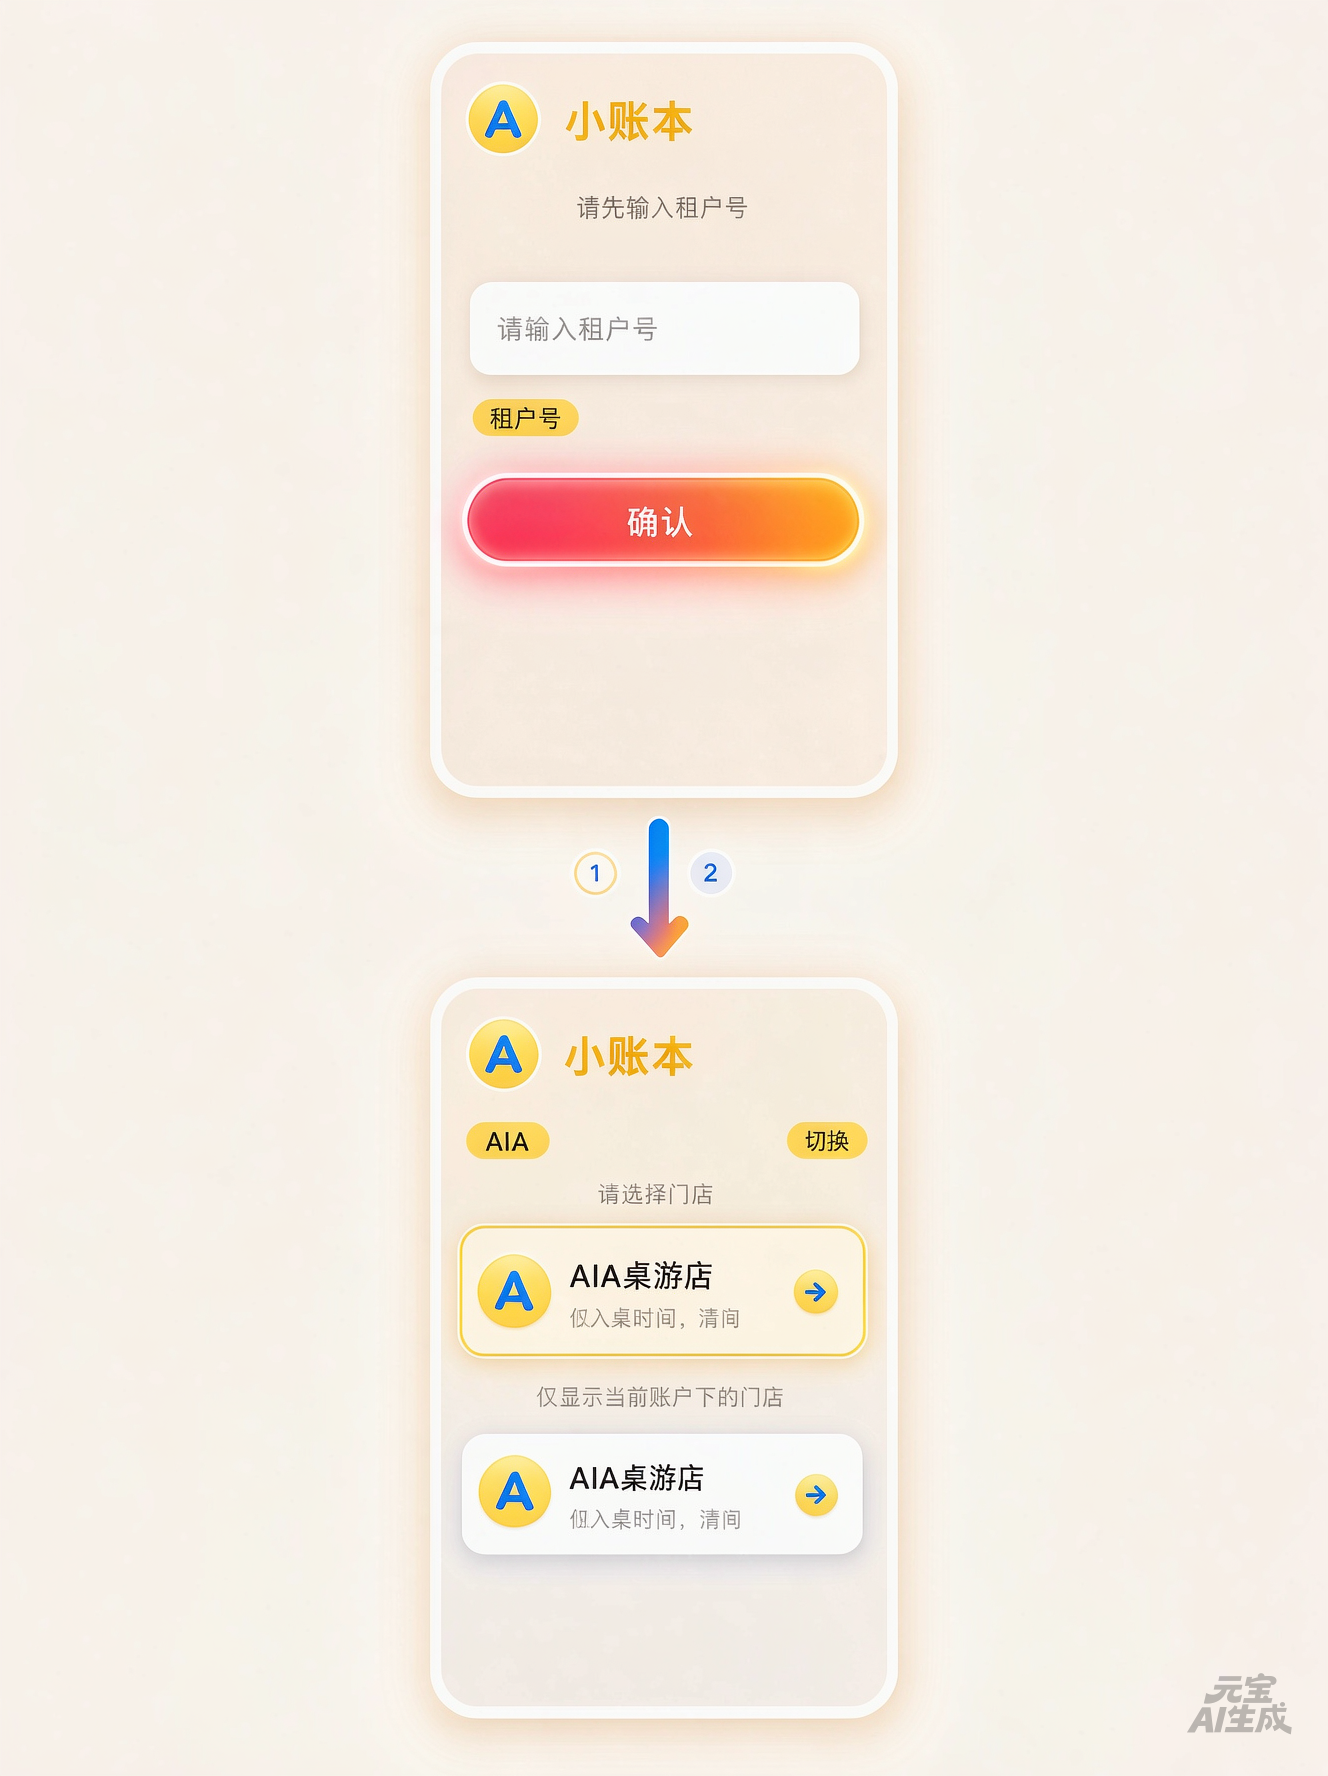 A 小账本
请先输入租户号
请输入租户号
租户号
确认
1 2
A 小账本
AIA 切换
请选择门店
A AIA桌游店
入桌时间，清间
仅显示当前账户下的门店
A AIA桌游店
入桌时间，清间
元宝
AI生成